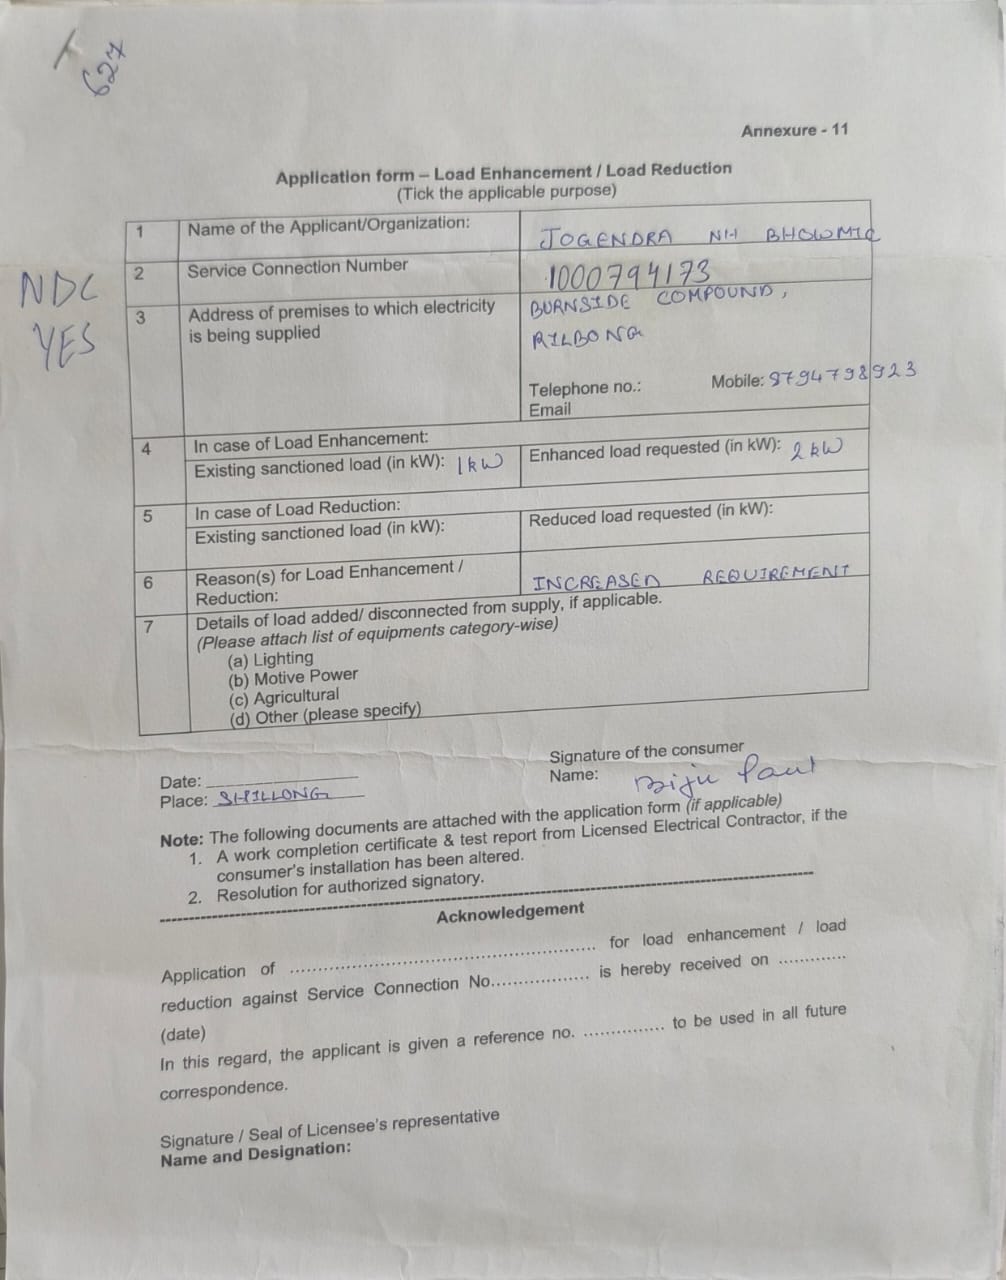 627
Annexure - 11
Application form – Load Enhancement / Load Reduction
(Tick the applicable purpose)
1 Name of the Applicant/Organization: JOGENDRA NH BHOWMIC
2 Service Connection Number 1000794173
NDC
YES
3 Address of premises to which electricity is being supplied
BURNSIDE COMPOUND,
RILBONG
Telephone no.: Mobile: 9794798923
Email
4 In case of Load Enhancement:
Existing sanctioned load (in kW): 1kW Enhanced load requested (in kW): 2kW
5 In case of Load Reduction:
Existing sanctioned load (in kW): Reduced load requested (in kW):
6 Reason(s) for Load Enhancement / Reduction: INCREASED REQUIREMENT
7 Details of load added/ disconnected from supply, if applicable.
(Please attach list of equipments category-wise)
(a) Lighting
(b) Motive Power
(c) Agricultural
(d) Other (please specify)
Signature of the consumer
Date: Name: Biju Paul
Place: SHILLONG
Note: The following documents are attached with the application form (if applicable)
1. A work completion certificate & test report from Licensed Electrical Contractor, if the
consumer's installation has been altered.
2. Resolution for authorized signatory.
Acknowledgement
Application of ............................................................ for load enhancement / load
reduction against Service Connection No.................. is hereby received on .............
(date)
In this regard, the applicant is given a reference no. ............... to be used in all future
correspondence.
Signature / Seal of Licensee's representative
Name and Designation: